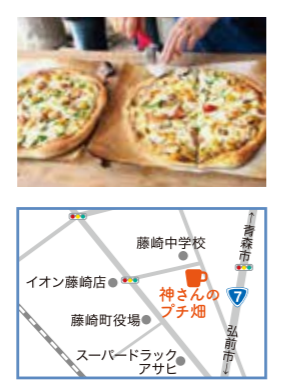 ←青森市
藤崎中学校
イオン藤崎店
神さんの
プチ畑
7
藤崎町役場
弘前市→
スーパードラッグ
アサヒ